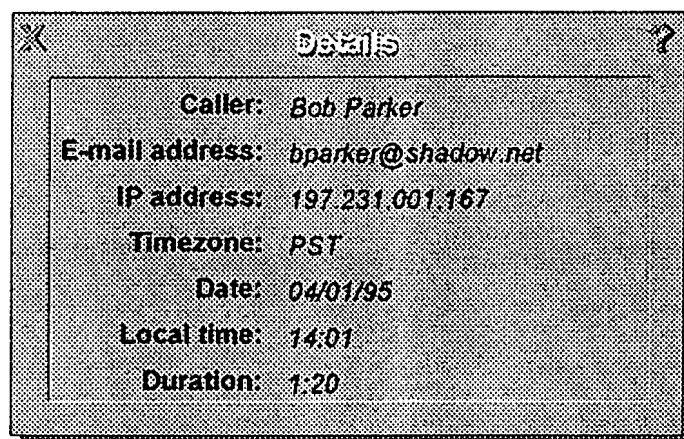 Details
Caller: Bob Parker
E-mail address: bparker@shadow.net
IP address: 197.231.001.167
Timezone: PST
Date: 04/01/95
Local time: 14:01
Duration: 1:20